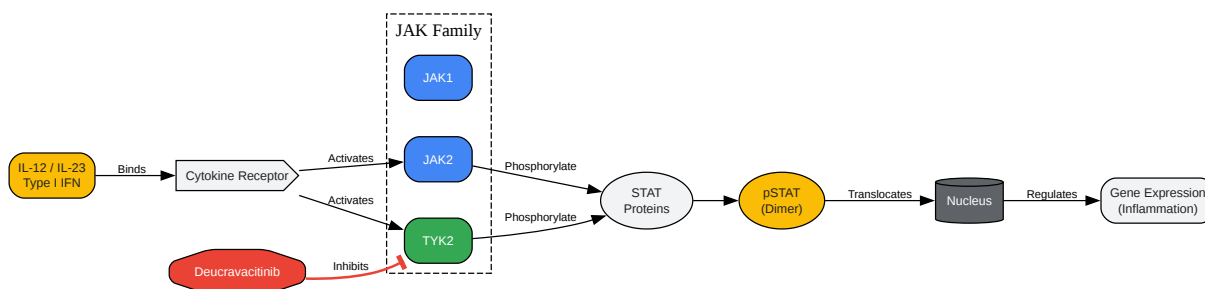 JAK Family
JAK1
IL-12 / IL-23
Type I IFN
Binds
Cytokine Receptor
Activates
JAK2
Phosphorylate
Activates
TYK2
Phosphorylate
Deucravacitinib
Inhibits
STAT
Proteins
pSTAT
(Dimer)
Translocates
Nucleus
Regulates
Gene Expression
(Inflammation)